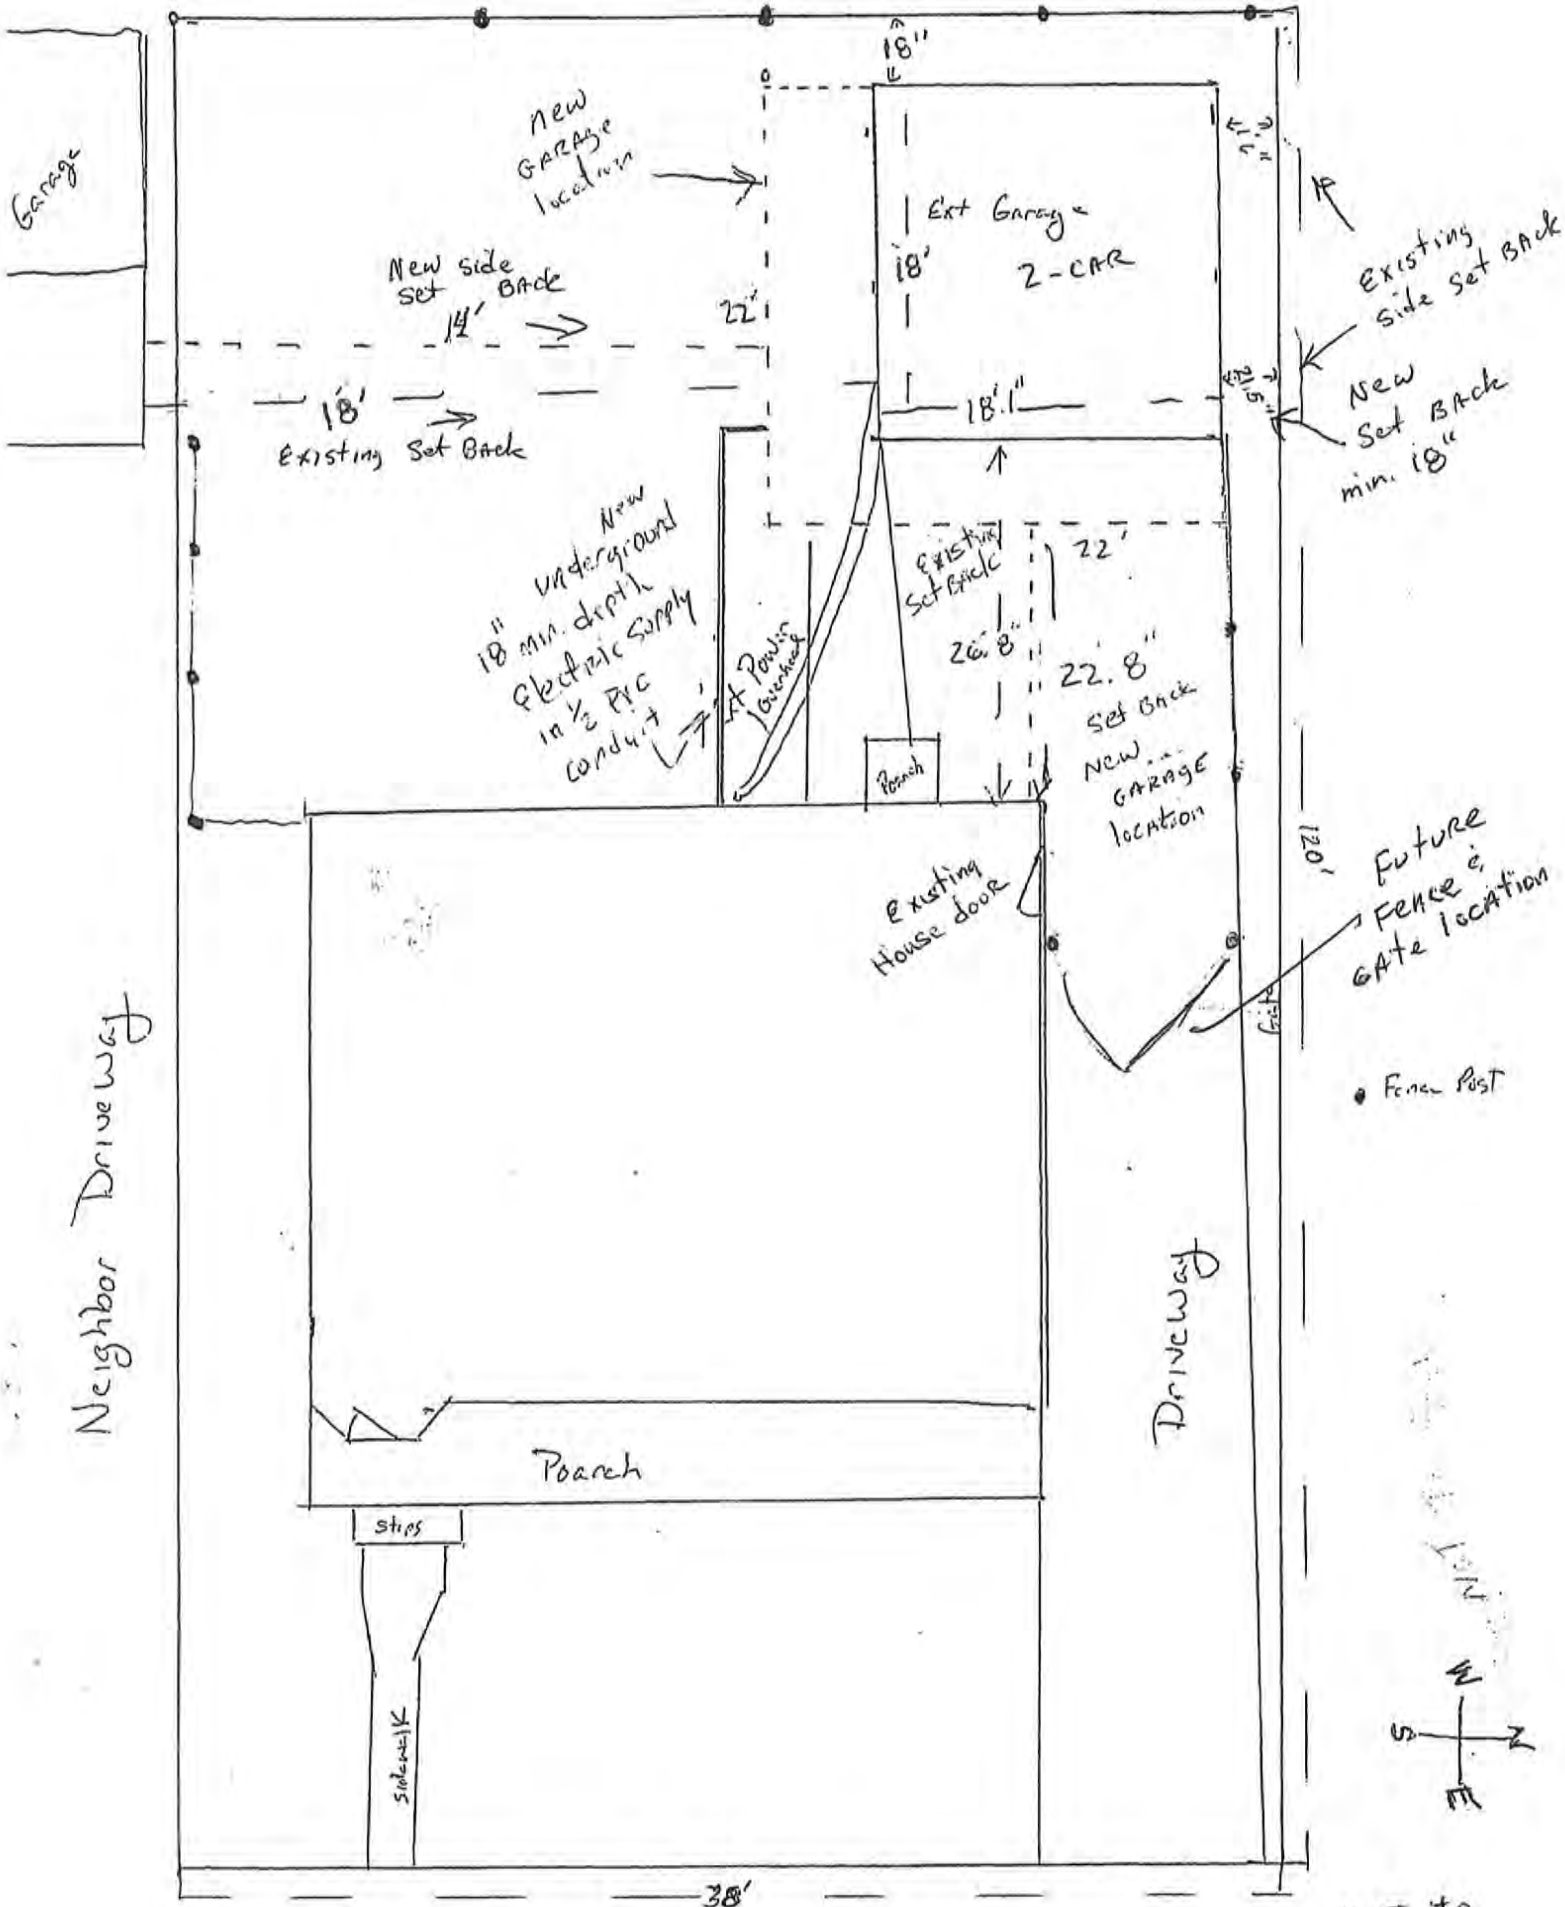 18"
Garage
new
GARAge
location
Ext Garage
2-CAR
18'
New side
set BACK
14'
22'
18'
Existing Set BACK
18'.1"
Existing
side set BACK
New
Set BACK
min. 18"
New
underground
18" min. depth
Electric Supply
in 1/2 PVC
conduit
Ext Power
overhead
Existing
SetBack
26'.8"
22'
22'.8"
Set BACK
New
GARAGE
location
Poarch
120'
Existing
House door
Future
Fence &
GAte locAtion
Gate
Fence Post
Neighbor Driveway
Driveway
Poarch
Steps
Sidewalk
W
S
N
E
38'